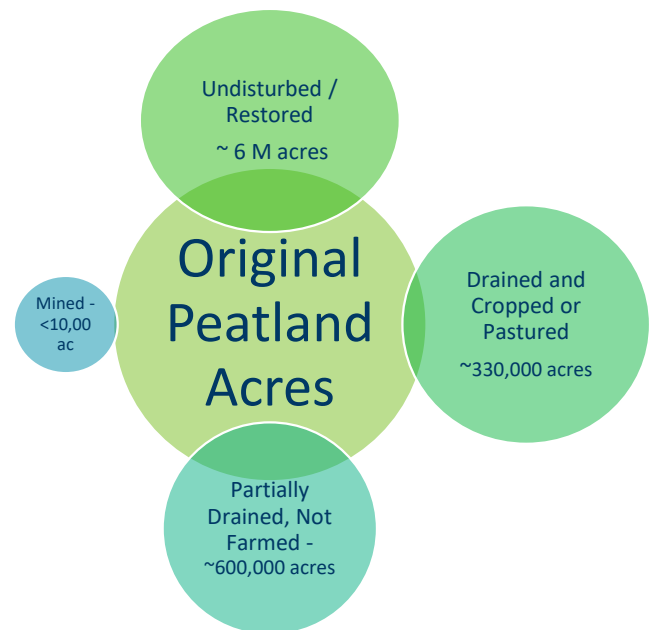 Undisturbed /
Restored
~ 6 M acres
Original
Peatland
Acres
Mined -
<10,00
ac
Drained and
Cropped or
Pastured
~330,000 acres
Partially
Drained, Not
Farmed -
~600,000 acres